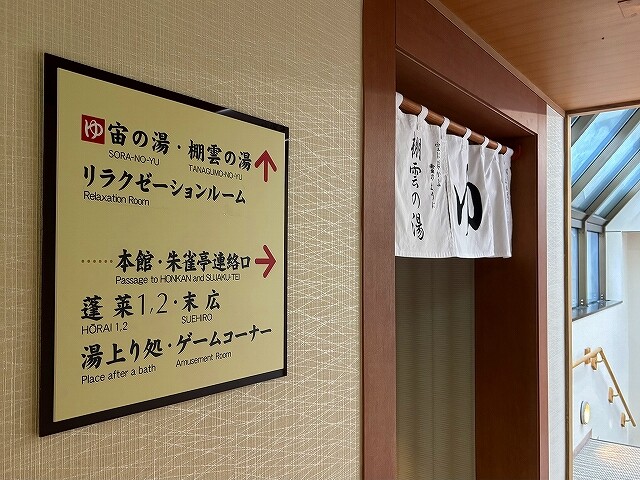 ゆ 宙の湯・棚雲の湯 ↑
SORA-NO-YU TANAGUMO-NO-YU
リラクゼーションルーム
Relaxation Room
……本館・朱雀亭連絡口 →
Passage to HONKAN and SUJAKU-TEI
蓬莱1,2・末広
HŌRAI 1,2 SUEHIRO
湯上り処・ゲームコーナー
Place after a bath Amusement Room
棚雲の湯
ゆ